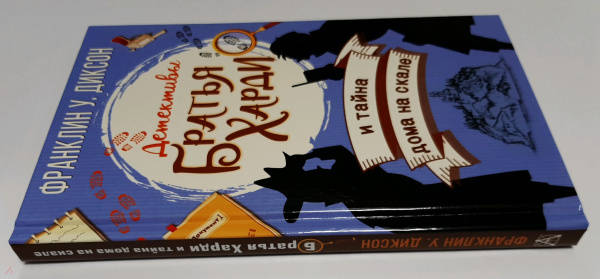 ФРАНКЛИН У. ДИКСОН
Детективы
БРАТЬЯ
ХАРДИ
И ТАЙНА
ДОМА НА СКАЛЕ
Братья Харди и тайна дома на скале
ФРАНКЛИН У. ДИКСОН